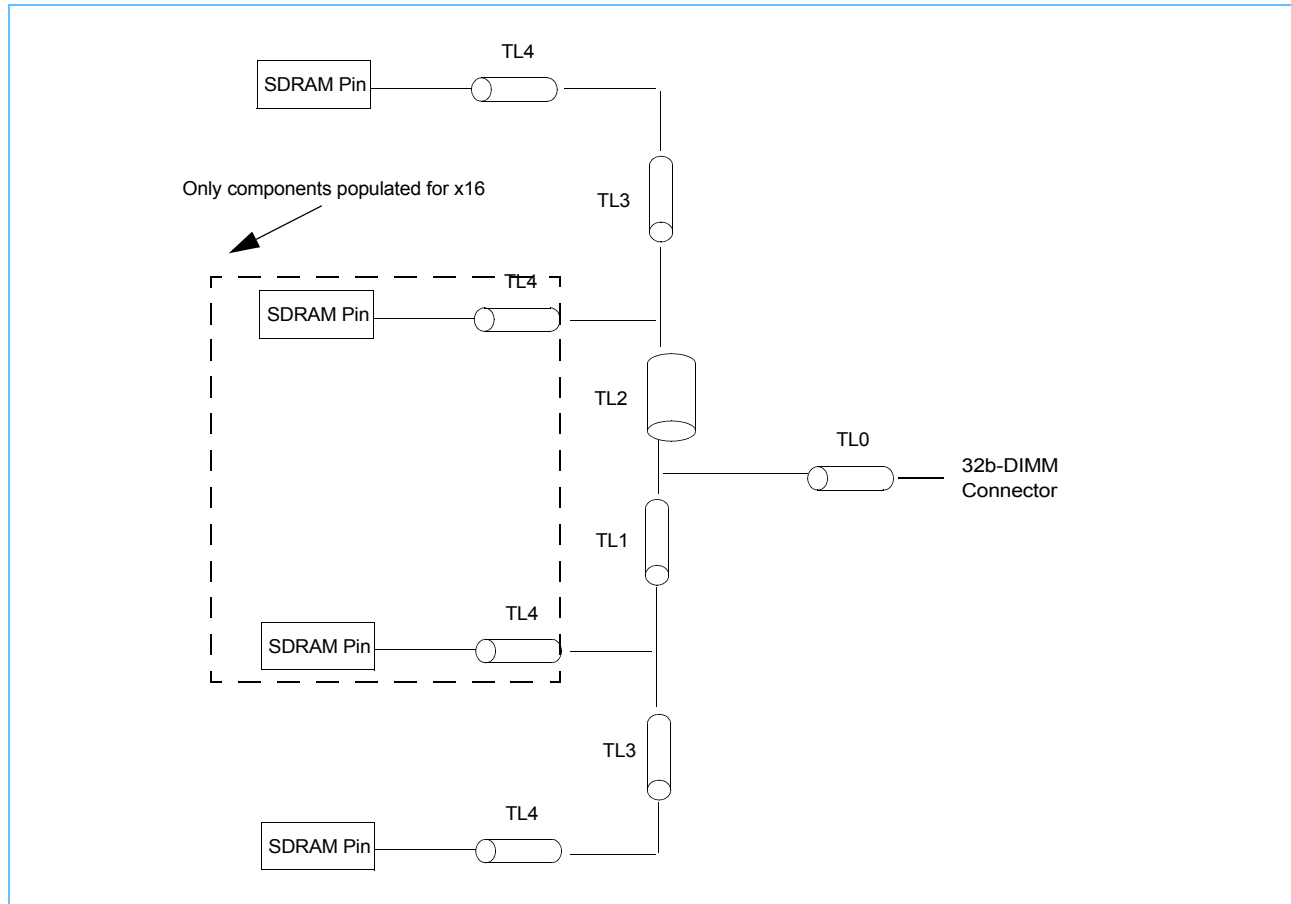 TL4
SDRAM Pin
TL3
Only components populated for x16
TL4
SDRAM Pin
TL2
TL0
32b-DIMM
Connector
TL1
TL4
SDRAM Pin
TL3
TL4
SDRAM Pin